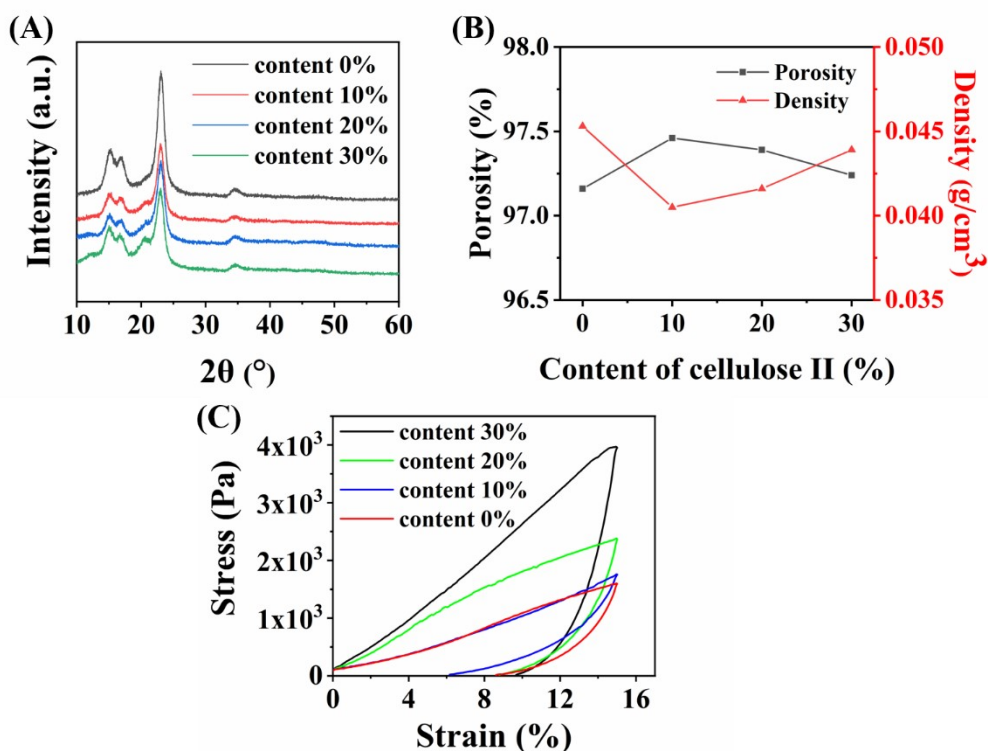 (A)
content 0%
content 10%
content 20%
content 30%
Intensity (a.u.)
10 20 30 40 50 60
2θ (°)
(B)
98.0
97.5
97.0
96.5
Porosity (%)
Porosity
Density
0.050
0.045
0.040
0.035
Density (g/cm³)
0 10 20 30
Content of cellulose II (%)
(C)
content 30%
content 20%
content 10%
content 0%
4x10³
3x10³
2x10³
1x10³
0
Stress (Pa)
0 4 8 12 16
Strain (%)